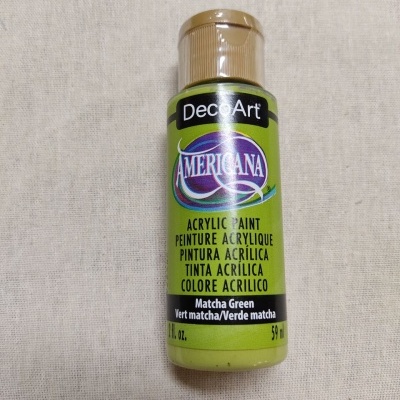 DecoArt®
AMERICANA
ACRYLIC PAINT
PEINTURE ACRYLIQUE
PINTURA ACRÍLICA
TINTA ACRÍLICA
COLORE ACRILICO
Matcha Green
Vert matcha/Verde matcha
fl. oz. 59 ml